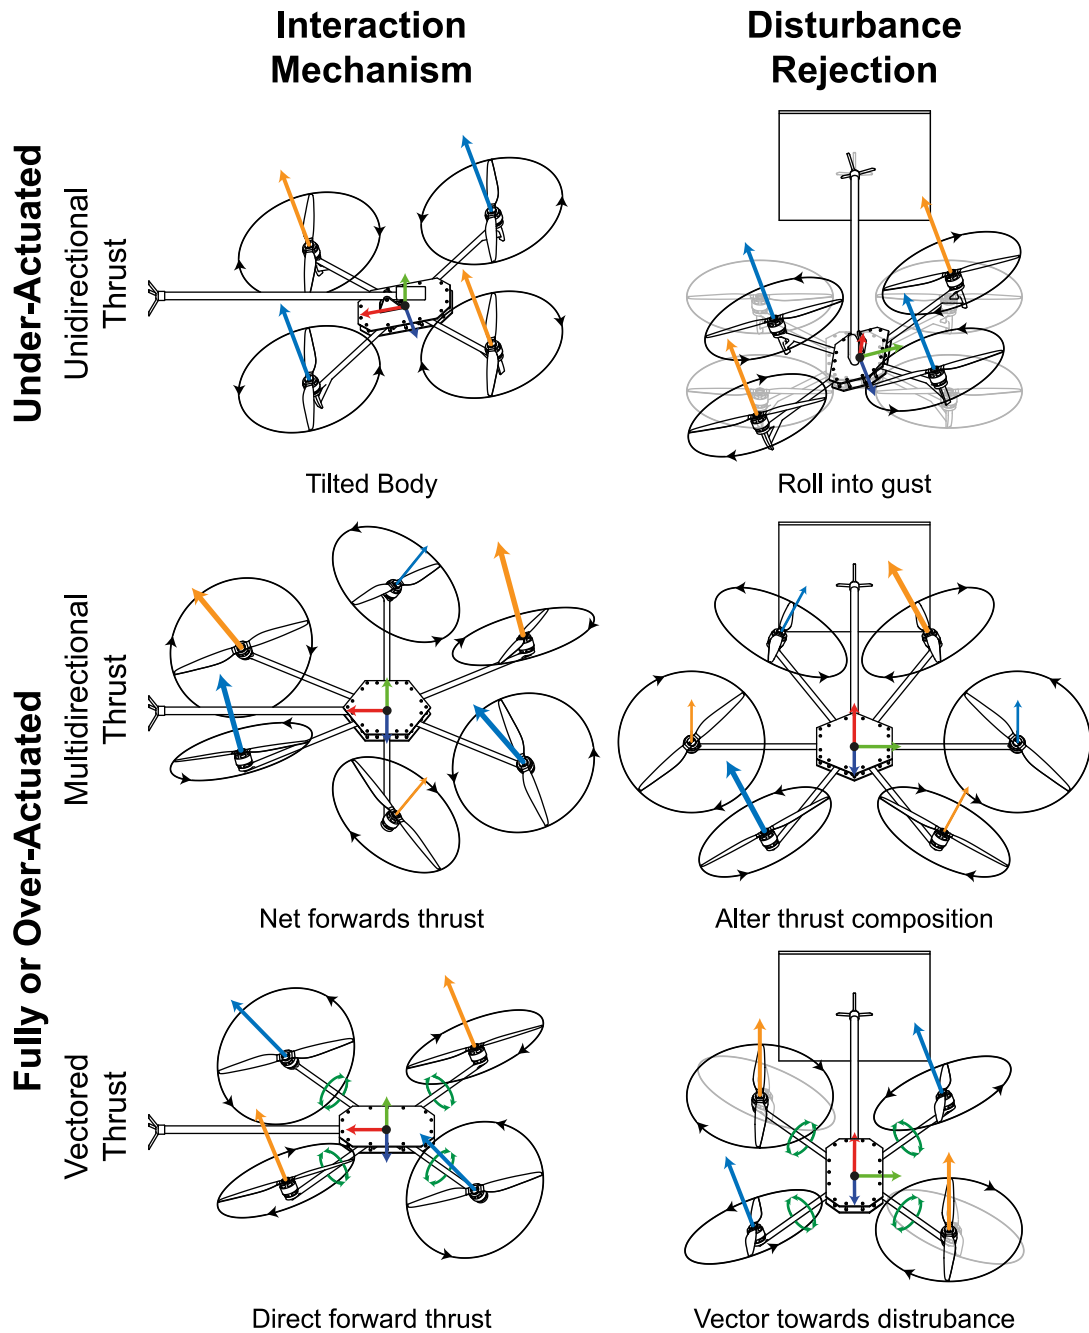 Interaction
Mechanism
Disturbance
Rejection
Under-Actuated
Unidirectional
Thrust
Tilted Body
Roll into gust
Fully or Over-Actuated
Multidirectional
Thrust
Net forwards thrust
Alter thrust composition
Vectored
Thrust
Direct forward thrust
Vector towards distrubance